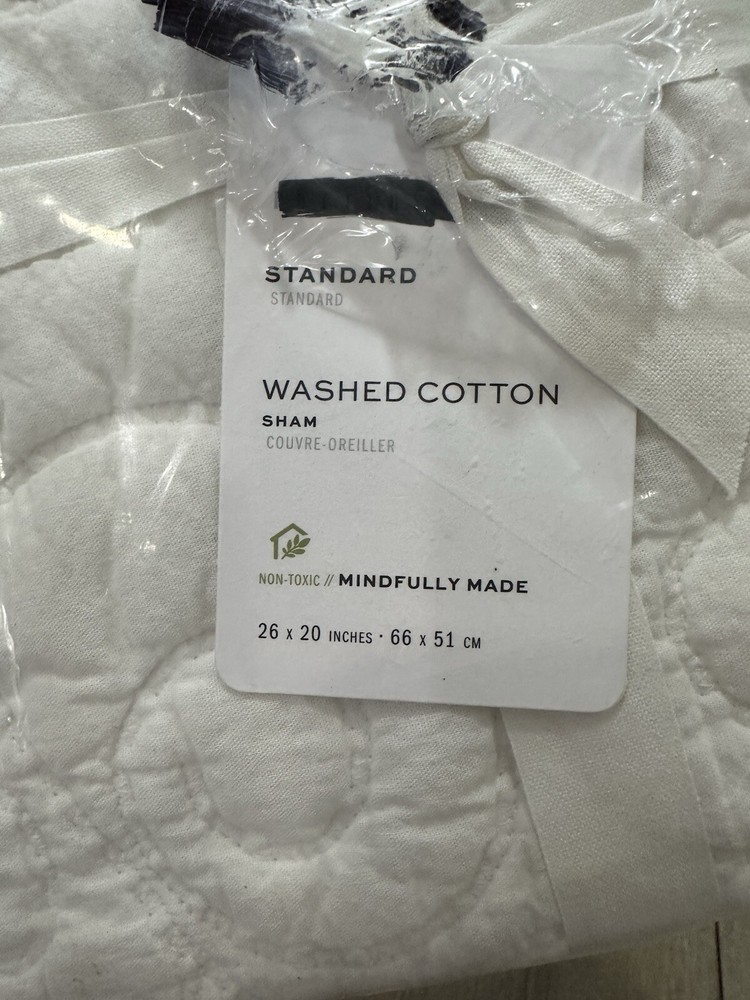 STANDARD
STANDARD
WASHED COTTON
SHAM
COUVRE-OREILLER
NON-TOXIC // MINDFULLY MADE
26 x 20 INCHES · 66 x 51 CM